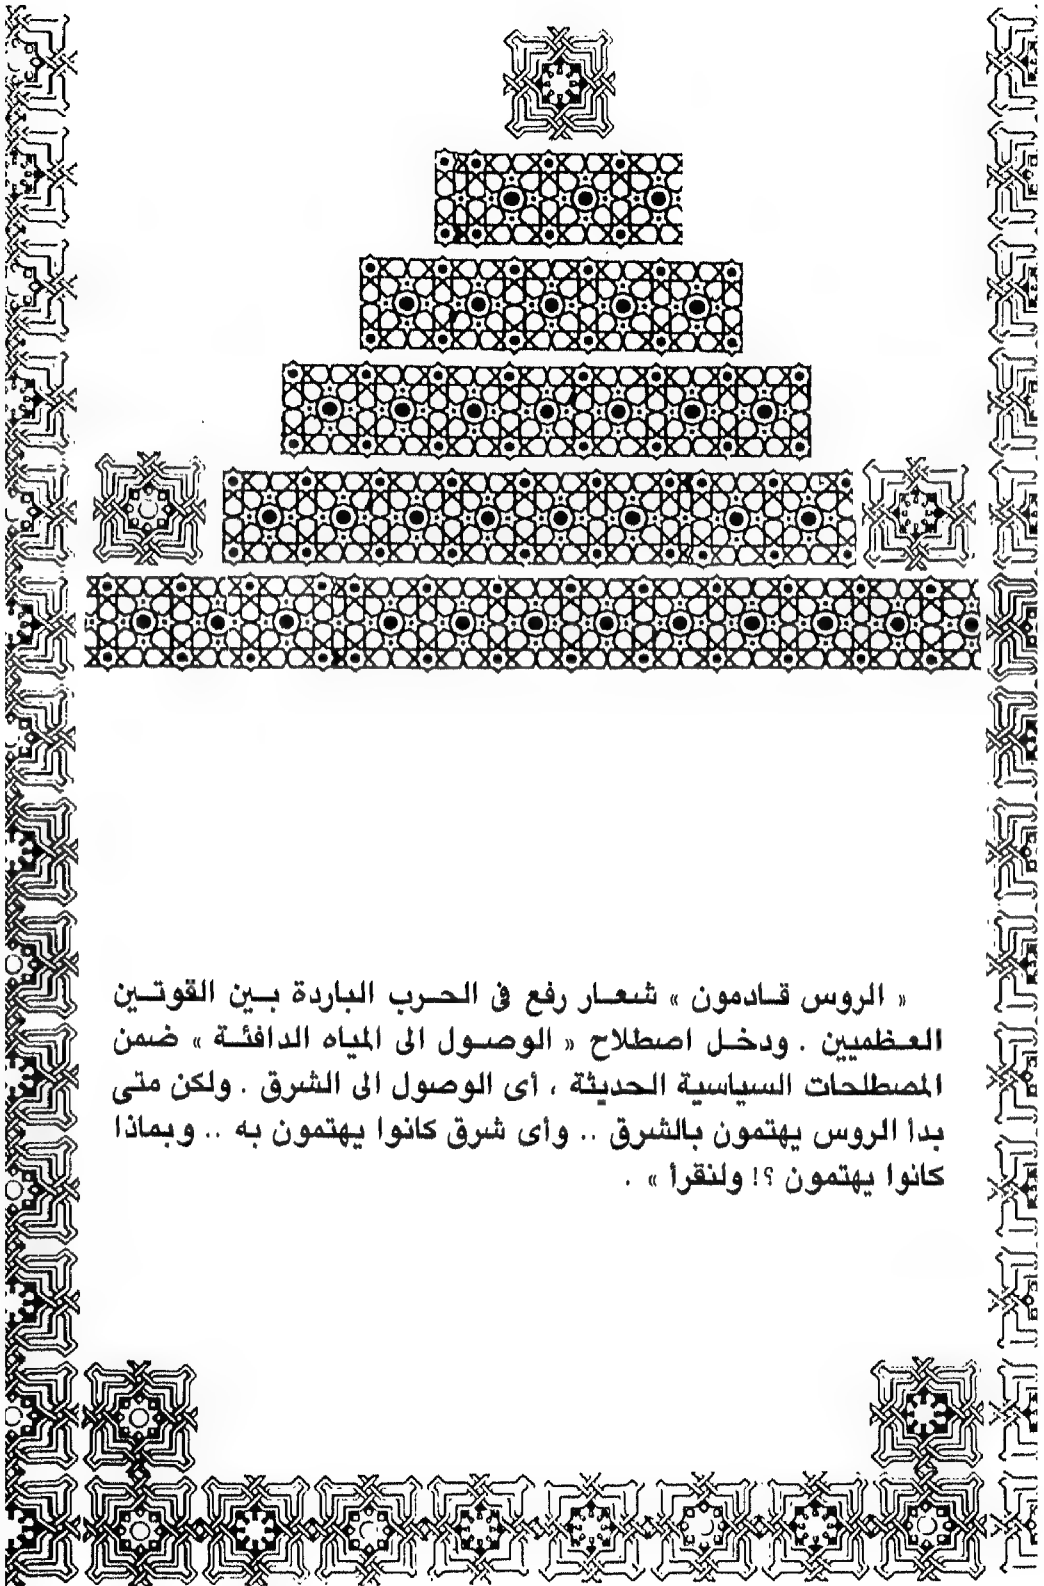 « الروس قادمون » شعار رفع فى الحرب الباردة بين القوتين
العظميين . ودخل اصطلاح « الوصول الى المياه الدافئة » ضمن
المصطلحات السياسية الحديثة ، أى الوصول الى الشرق . ولكن متى
بدأ الروس يهتمون بالشرق .. وأى شرق كانوا يهتمون به .. وبماذا
كانوا يهتمون ؟! ولنقرأ » .